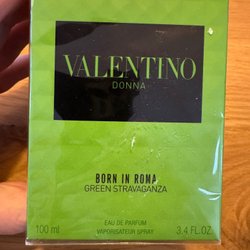 VALENTINO
DONNA
BORN IN ROMA
GREEN STRAVAGANZA
EAU DE PARFUM
100 ml VAPORISATEUR SPRAY 3.4 FL.OZ